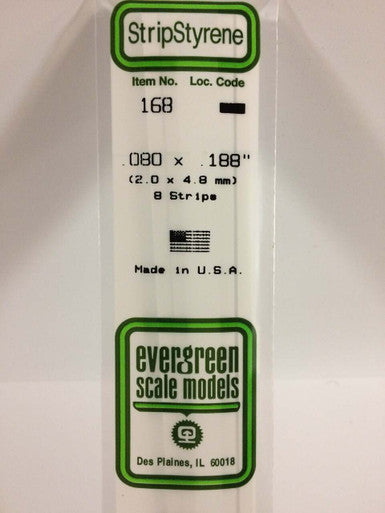 StripStyrene
Item No. Loc. Code
168
.080 x .188"
(2.0 x 4.8 mm)
8 Strips
Made in U.S.A.
evergreen
scale models
Des Plaines, IL 60018